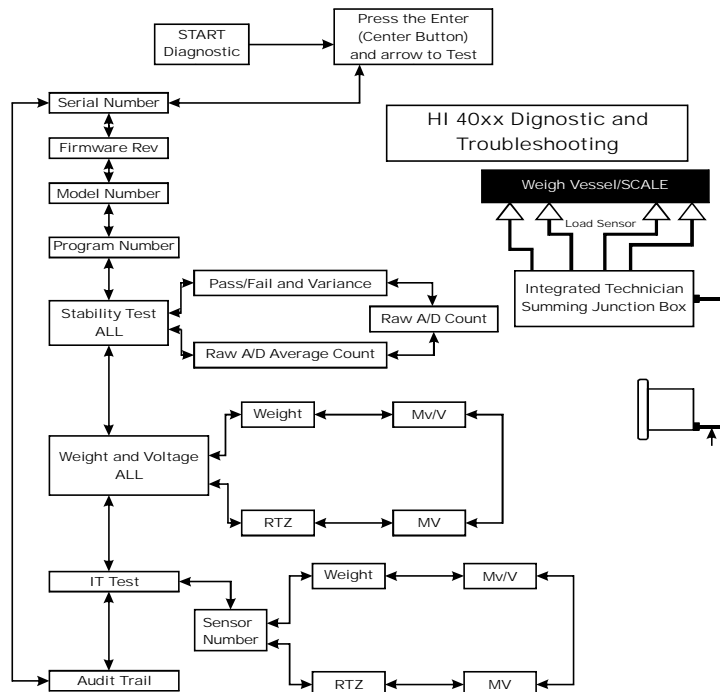 START
Diagnostic
Press the Enter
(Center Button)
and arrow to Test
Serial Number
HI 40xx Dignostic and
Troubleshooting
Firmware Rev
Model Number
Weigh Vessel/SCALE
Load Sensor
Program Number
Integrated Technician
Summing Junction Box
Stability Test
ALL
Pass/Fail and Variance
Raw A/D Count
Raw A/D Average Count
Weight and Voltage
ALL
Weight
Mv/V
RTZ
MV
IT Test
Sensor
Number
Weight
Mv/V
RTZ
MV
Audit Trail